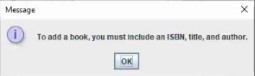 Message
To add a book, you must include an ISBN, title, and author.
OK